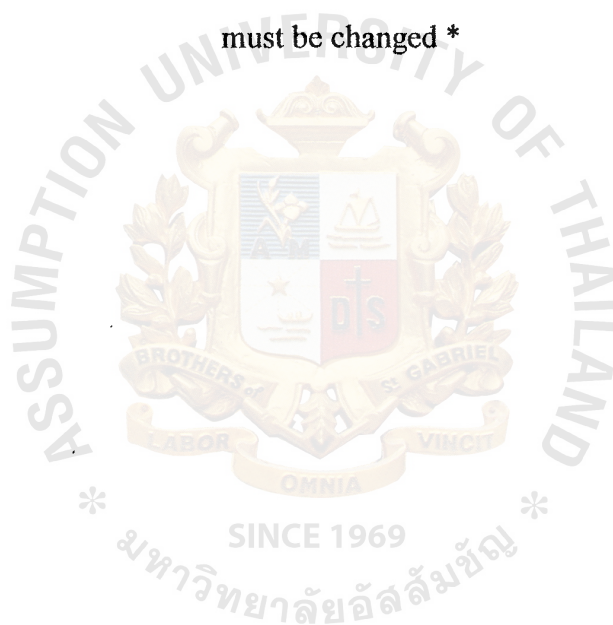 must be changed *
ASSUMPTION UNIVERSITY OF THAILAND
A M
D S
BROTHERS of St GABRIEL
LABOR OMNIA VINCIT
SINCE 1969
* มหาวิทยาลัยอัสสัมชัญ *